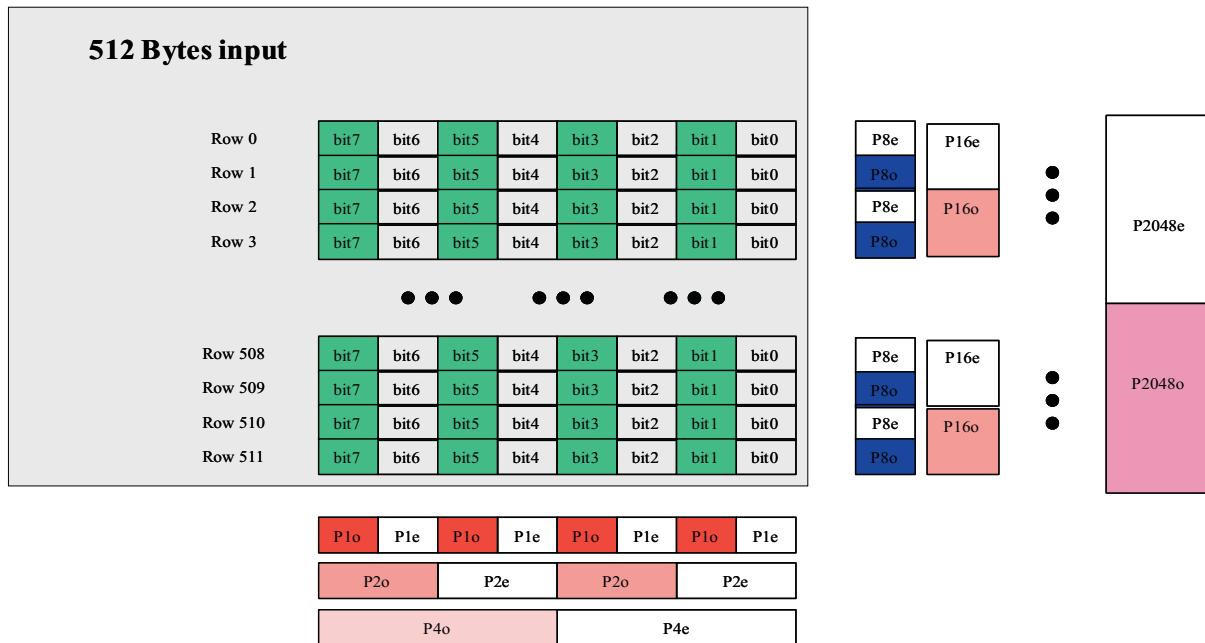 512 Bytes input
Row 0 bit7 bit6 bit5 bit4 bit3 bit2 bit1 bit0 P8e P16e
Row 1 bit7 bit6 bit5 bit4 bit3 bit2 bit1 bit0 P8o
Row 2 bit7 bit6 bit5 bit4 bit3 bit2 bit1 bit0 P8e P16o
P2048e
Row 3 bit7 bit6 bit5 bit4 bit3 bit2 bit1 bit0 P8o
Row 508 bit7 bit6 bit5 bit4 bit3 bit2 bit1 bit0 P8e P16e
Row 509 bit7 bit6 bit5 bit4 bit3 bit2 bit1 bit0 P8o P2048o
Row 510 bit7 bit6 bit5 bit4 bit3 bit2 bit1 bit0 P8e P16o
Row 511 bit7 bit6 bit5 bit4 bit3 bit2 bit1 bit0 P8o
P1o P1e P1o P1e P1o P1e P1o P1e
P2o P2e P2o P2e
P4o P4e